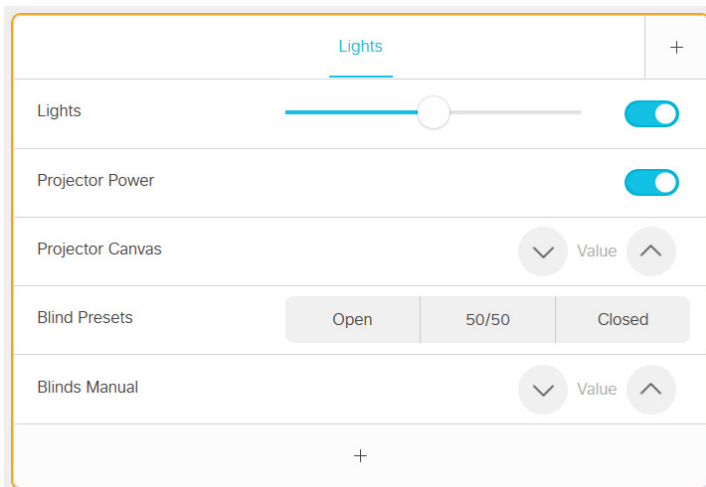 Lights
+
Lights
Projector Power
Projector Canvas Value
Blind Presets Open 50/50 Closed
Blinds Manual Value
+